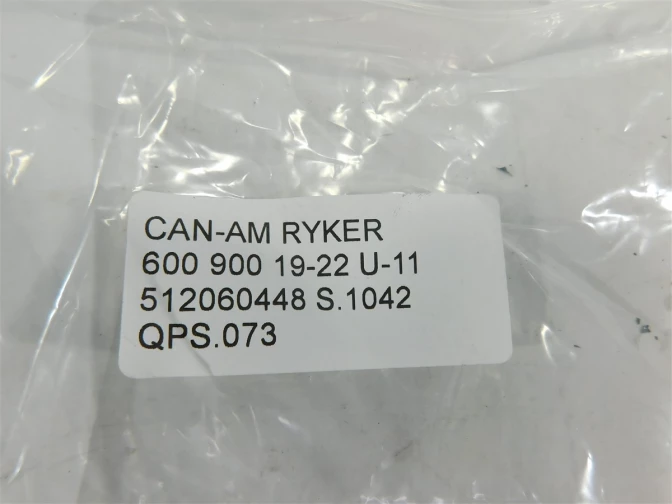 CAN-AM RYKER
600 900 19-22 U-11
512060448 S.1042
QPS.073